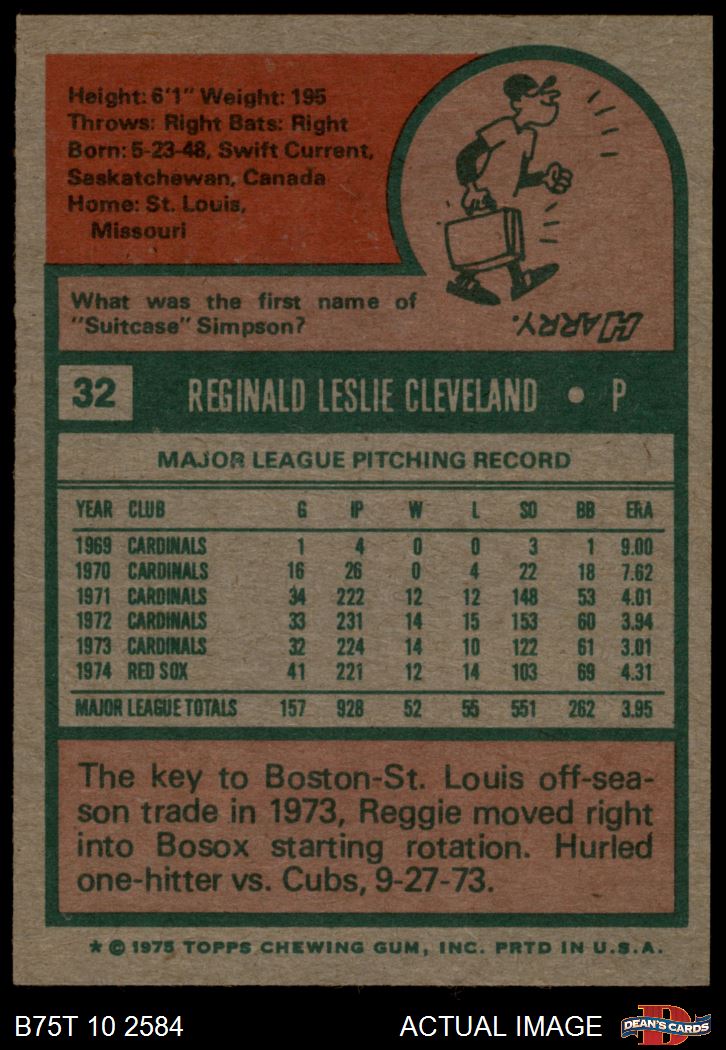 Height: 6'1" Weight: 195
Throws: Right Bats: Right
Born: 5-23-48, Swift Current,
Saskatchewan, Canada
Home: St. Louis,
Missouri
What was the first name of
"Suitcase" Simpson?
HARRY.
32 REGINALD LESLIE CLEVELAND • P
MAJOR LEAGUE PITCHING RECORD
YEAR CLUB G IP W L SO BB ERA
1969 CARDINALS 1 4 0 0 3 1 9.00
1970 CARDINALS 16 26 0 4 22 18 7.62
1971 CARDINALS 34 222 12 12 148 53 4.01
1972 CARDINALS 33 231 14 15 153 60 3.94
1973 CARDINALS 32 224 14 10 122 61 3.01
1974 RED SOX 41 221 12 14 103 69 4.31
MAJOR LEAGUE TOTALS 157 928 52 55 551 262 3.95
The key to Boston-St. Louis off-sea-
son trade in 1973, Reggie moved right
into Bosox starting rotation. Hurled
one-hitter vs. Cubs, 9-27-73.
* © 1975 TOPPS CHEWING GUM, INC. PRTD IN U.S.A.
B75T 10 2584 ACTUAL IMAGE
D
DEAN'S CARDS